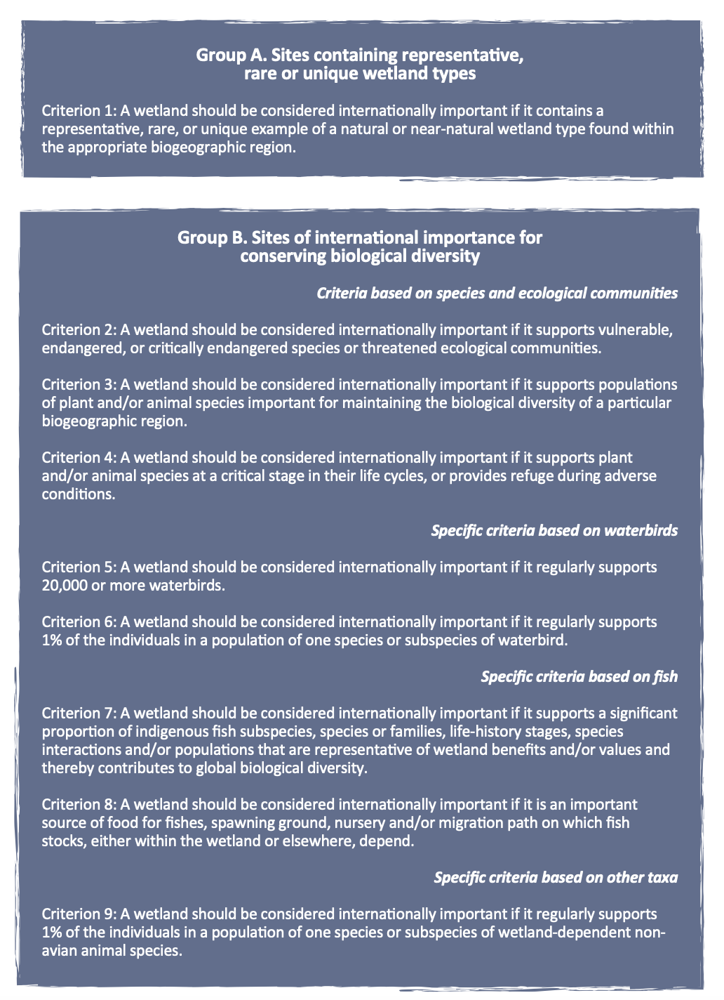 Group A. Sites containing representative,
rare or unique wetland types
Criterion 1: A wetland should be considered internationally important if it contains a
representative, rare, or unique example of a natural or near-natural wetland type found within
the appropriate biogeographic region.
Group B. Sites of international importance for
conserving biological diversity
Criteria based on species and ecological communities
Criterion 2: A wetland should be considered internationally important if it supports vulnerable,
endangered, or critically endangered species or threatened ecological communities.
Criterion 3: A wetland should be considered internationally important if it supports populations
of plant and/or animal species important for maintaining the biological diversity of a particular
biogeographic region.
Criterion 4: A wetland should be considered internationally important if it supports plant
and/or animal species at a critical stage in their life cycles, or provides refuge during adverse
conditions.
Specific criteria based on waterbirds
Criterion 5: A wetland should be considered internationally important if it regularly supports
20,000 or more waterbirds.
Criterion 6: A wetland should be considered internationally important if it regularly supports
1% of the individuals in a population of one species or subspecies of waterbird.
Specific criteria based on fish
Criterion 7: A wetland should be considered internationally important if it supports a significant
proportion of indigenous fish subspecies, species or families, life-history stages, species
interactions and/or populations that are representative of wetland benefits and/or values and
thereby contributes to global biological diversity.
Criterion 8: A wetland should be considered internationally important if it is an important
source of food for fishes, spawning ground, nursery and/or migration path on which fish
stocks, either within the wetland or elsewhere, depend.
Specific criteria based on other taxa
Criterion 9: A wetland should be considered internationally important if it regularly supports
1% of the individuals in a population of one species or subspecies of wetland-dependent non-
avian animal species.